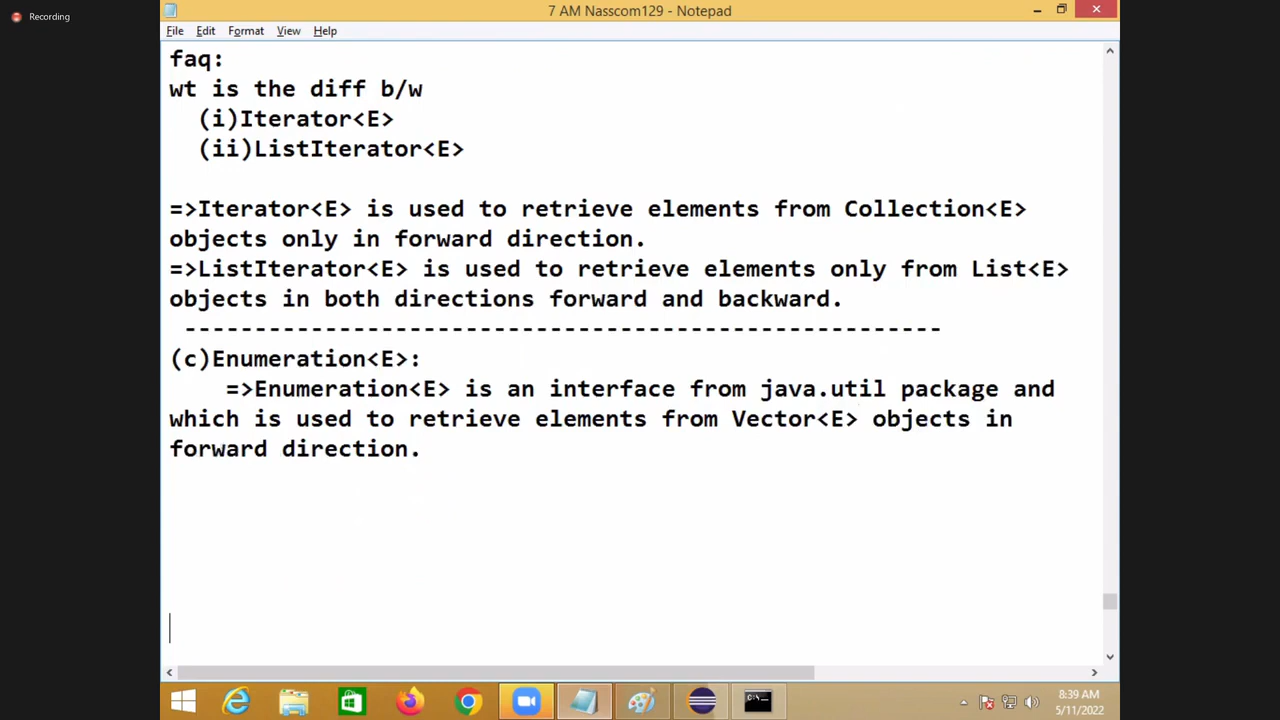 Recording
7 AM Nasscom129 - Notepad
File Edit Format View Help
faq:
wt is the diff b/w
(i)Iterator<E>
(ii)ListIterator<E>
=>Iterator<E> is used to retrieve elements from Collection<E>
objects only in forward direction.
=>ListIterator<E> is used to retrieve elements only from List<E>
objects in both directions forward and backward.
------------------------------------------------------
(c)Enumeration<E>:
=>Enumeration<E> is an interface from java.util package and
which is used to retrieve elements from Vector<E> objects in
forward direction.
C:\_
8:39 AM
5/11/2022